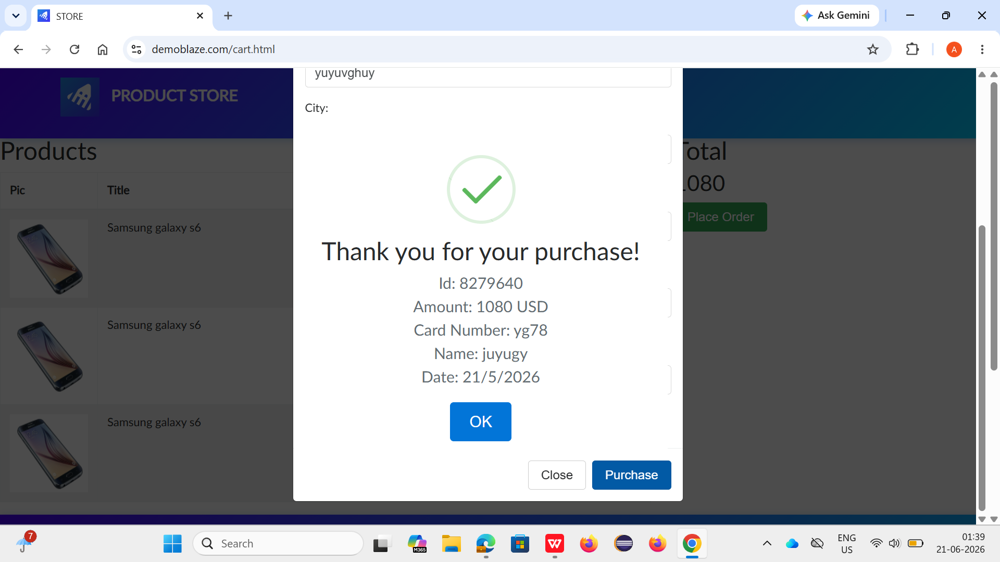 STORE
Ask Gemini
demoblaze.com/cart.html
A
yuyuvghuy
PRODUCT STORE
City:
Products
Total
1080
Pic
Title
Place Order
Samsung galaxy s6
Samsung galaxy s6
Samsung galaxy s6
Thank you for your purchase!
Id: 8279640
Amount: 1080 USD
Card Number: yg78
Name: juyugy
Date: 21/5/2026
OK
Close
Purchase
7
Search
M365
ENG
US
01:39
21-06-2026